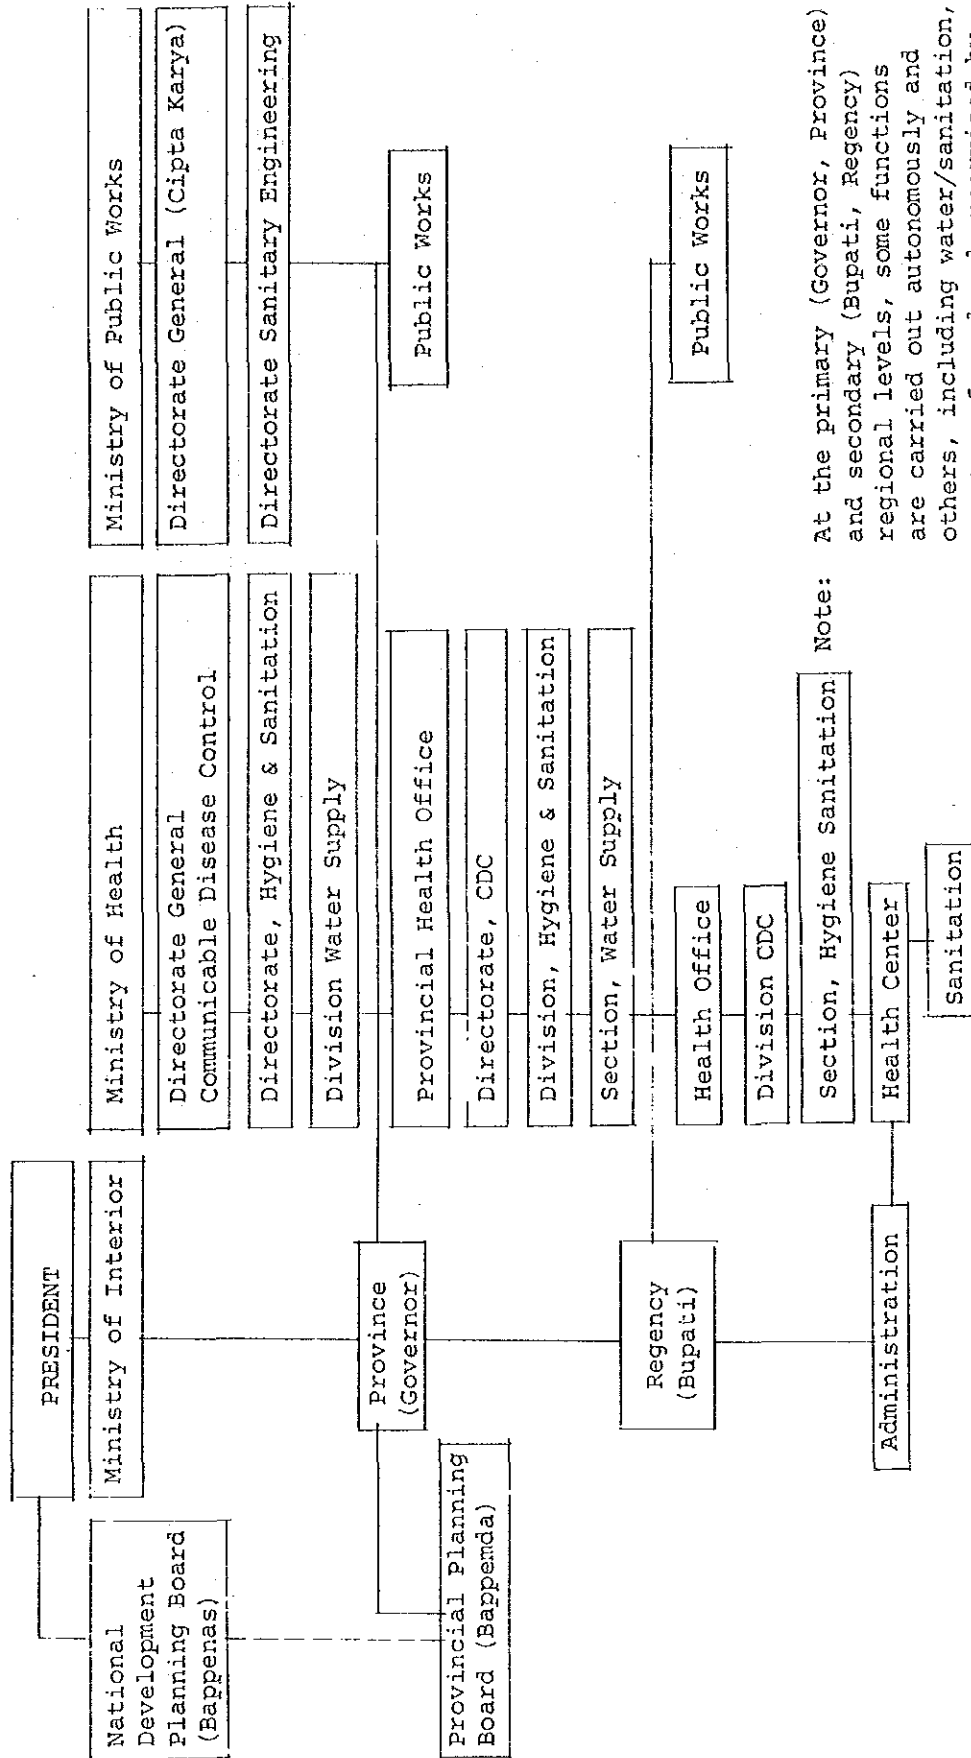 PRESIDENT
National
Development
Planning Board
(Bappenas)
Ministry of Interior
Ministry of Health
Ministry of Public Works
Directorate General
Communicable Disease Control
Directorate General (Cipta Karya)
Directorate, Hygiene & Sanitation
Directorate Sanitary Engineering
Division Water Supply
Province
(Governor)
Provincial Health Office
Public Works
Provincial Planning
Board (Bappemda)
Directorate, CDC
Division, Hygiene & Sanitation
Section, Water Supply
Regency
(Bupati)
Health Office
Public Works
Division CDC
Section, Hygiene Sanitation
Administration
Health Center
Sanitation
Note: At the primary (Governor, Province)
and secondary (Bupati, Regency)
regional levels, some functions
are carried out autonomously and
others, including water/sanitation,